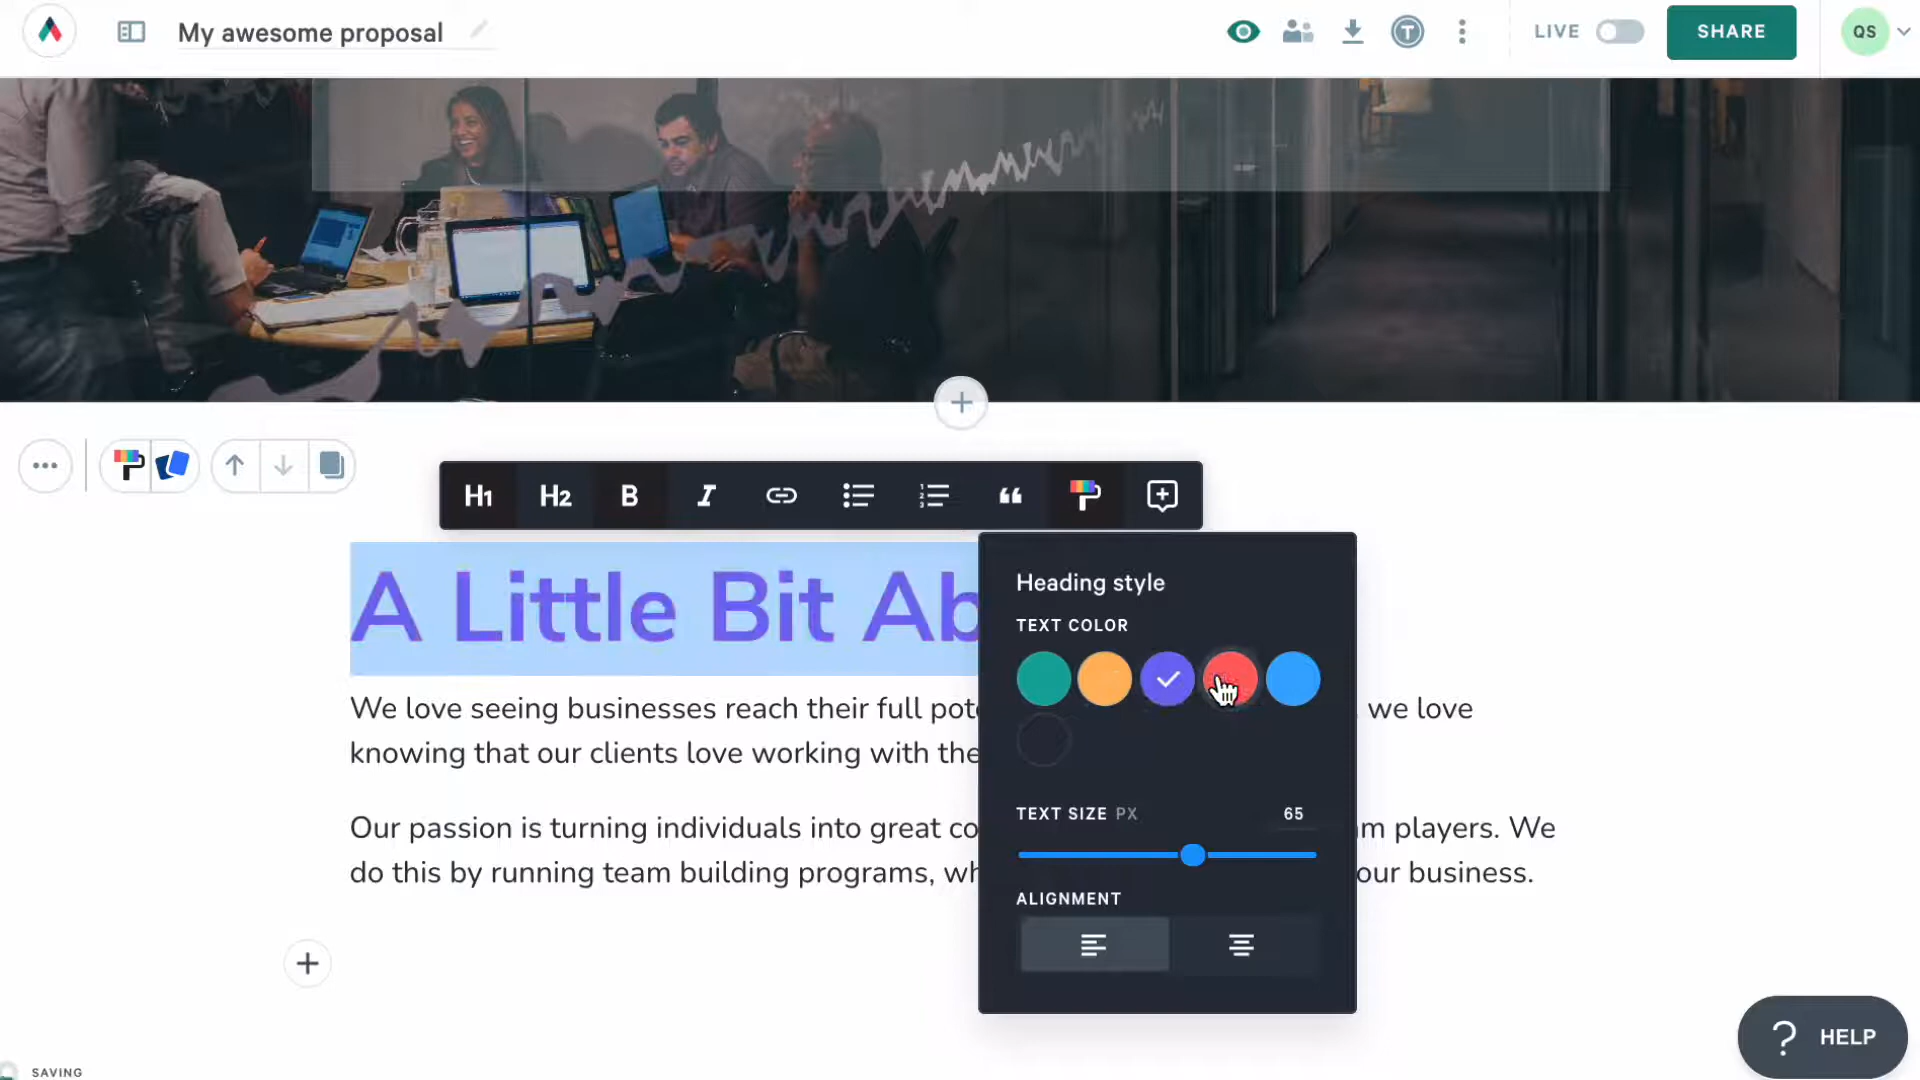 My awesome proposal
T
LIVE
SHARE
QS
H1 H2 B I
A Little Bit Ab
Heading style
TEXT COLOR
We love seeing businesses reach their full pot
we love
knowing that our clients love working with the
TEXT SIZE PX 65
Our passion is turning individuals into great co
m players. We
do this by running team building programs, wh
our business.
ALIGNMENT
? HELP
SAVING